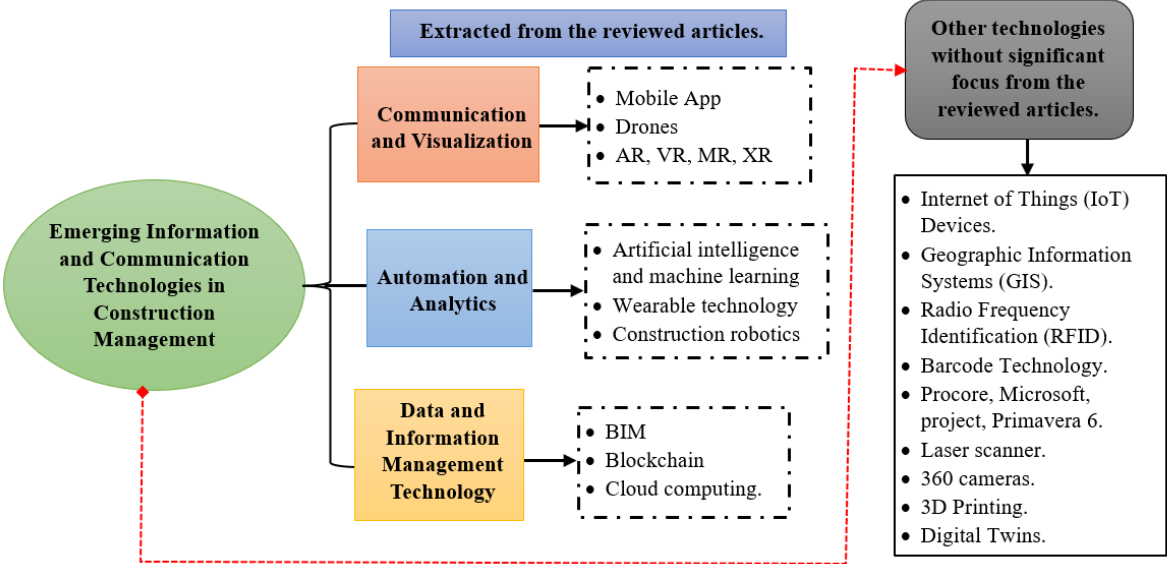 Extracted from the reviewed articles.
Emerging Information
and Communication
Technologies in
Construction
Management
Communication
and Visualization
• Mobile App
• Drones
• AR, VR, MR, XR
Automation and
Analytics
• Artificial intelligence
and machine learning
• Wearable technology
• Construction robotics
Data and
Information
Management
Technology
• BIM
• Blockchain
• Cloud computing.
Other technologies
without significant
focus from the
reviewed articles.
• Internet of Things (IoT)
Devices.
• Geographic Information
Systems (GIS).
• Radio Frequency
Identification (RFID).
• Barcode Technology.
• Procore, Microsoft,
project, Primavera 6.
• Laser scanner.
• 360 cameras.
• 3D Printing.
• Digital Twins.